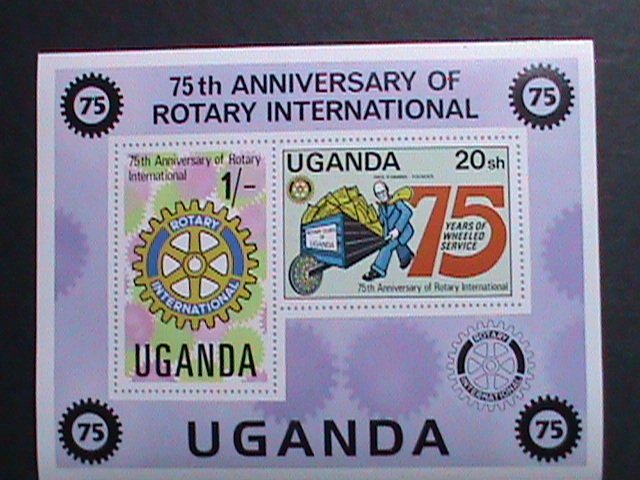 75th ANNIVERSARY OF
ROTARY INTERNATIONAL
75
75
75th Anniversary of Rotary
International
1/-
ROTARY
INTERNATIONAL
UGANDA
UGANDA
20sh
UGANDA
75
YEARS OF
WHEELED
SERVICE
75th Anniversary of Rotary International
ROTARY
INTERNATIONAL
75
UGANDA
75